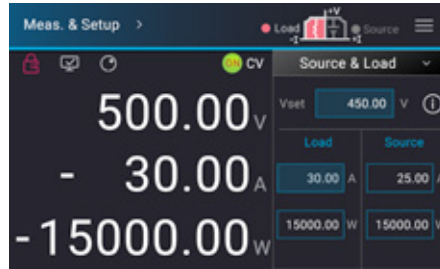 Meas. & Setup >
Load +V Source
-I -I
ON CV Source & Load
500.00 V
Vset 450.00 V
Load Source
- 30.00 A
30.00 A 25.00 A
-15000.00 W
15000.00 W 15000.00 W